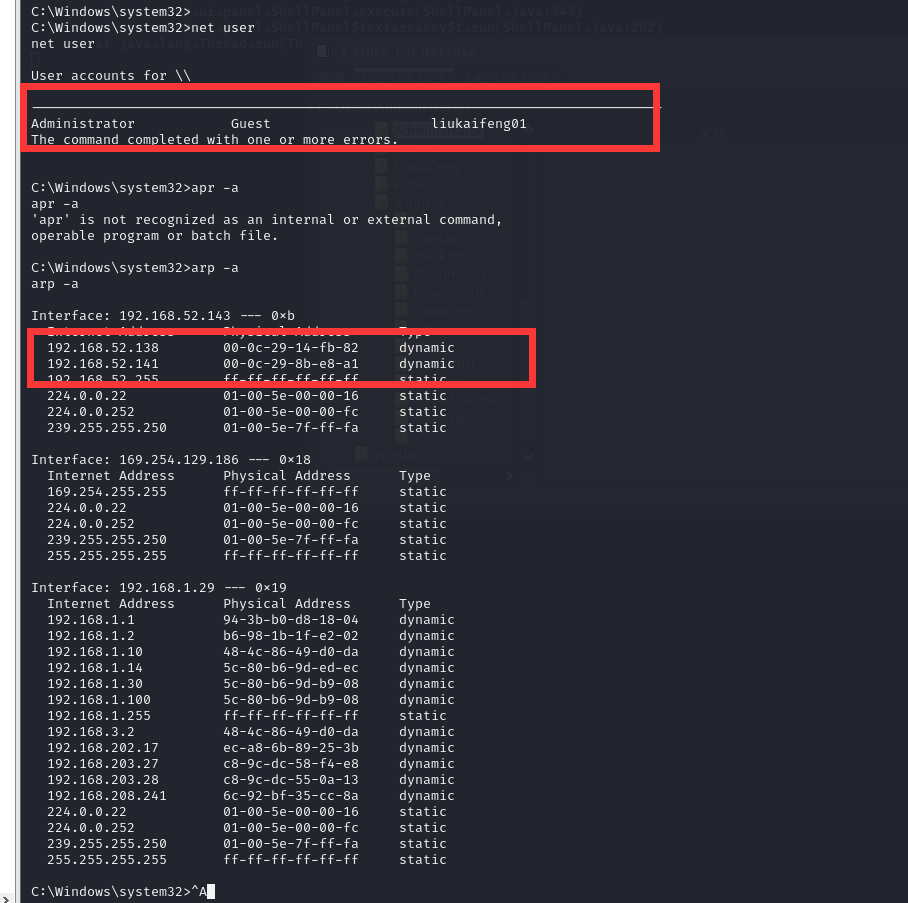 C:\Windows\system32>
C:\Windows\system32>net user
net user
User accounts for \\
Administrator Guest liukaifeng01
The command completed with one or more errors.
C:\Windows\system32>apr -a
apr -a
'apr' is not recognized as an internal or external command,
operable program or batch file.
C:\Windows\system32>arp -a
arp -a
Interface: 192.168.52.143 --- 0×b
Internet Address Physical Address Type
192.168.52.138 00-0c-29-14-fb-82 dynamic
192.168.52.141 00-0c-29-8b-e8-a1 dynamic
192.168.52.255 ff-ff-ff-ff-ff-ff static
224.0.0.22 01-00-5e-00-00-16 static
224.0.0.252 01-00-5e-00-00-fc static
239.255.255.250 01-00-5e-7f-ff-fa static
Interface: 169.254.129.186 --- 0×18
Internet Address Physical Address Type
169.254.255.255 ff-ff-ff-ff-ff-ff static
224.0.0.22 01-00-5e-00-00-16 static
224.0.0.252 01-00-5e-00-00-fc static
239.255.255.250 01-00-5e-7f-ff-fa static
255.255.255.255 ff-ff-ff-ff-ff-ff static
Interface: 192.168.1.29 --- 0×19
Internet Address Physical Address Type
192.168.1.1 94-3b-b0-d8-18-04 dynamic
192.168.1.2 b6-98-1b-1f-e2-02 dynamic
192.168.1.10 48-4c-86-49-d0-da dynamic
192.168.1.14 5c-80-b6-9d-ed-ec dynamic
192.168.1.30 5c-80-b6-9d-b9-08 dynamic
192.168.1.100 5c-80-b6-9d-b9-08 dynamic
192.168.1.255 ff-ff-ff-ff-ff-ff static
192.168.3.2 48-4c-86-49-d0-da dynamic
192.168.202.17 ec-a8-6b-89-25-3b dynamic
192.168.203.27 c8-9c-dc-58-f4-e8 dynamic
192.168.203.28 c8-9c-dc-55-0a-13 dynamic
192.168.208.241 6c-92-bf-35-cc-8a dynamic
224.0.0.22 01-00-5e-00-00-16 static
224.0.0.252 01-00-5e-00-00-fc static
239.255.255.250 01-00-5e-7f-ff-fa static
255.255.255.255 ff-ff-ff-ff-ff-ff static
C:\Windows\system32>^A